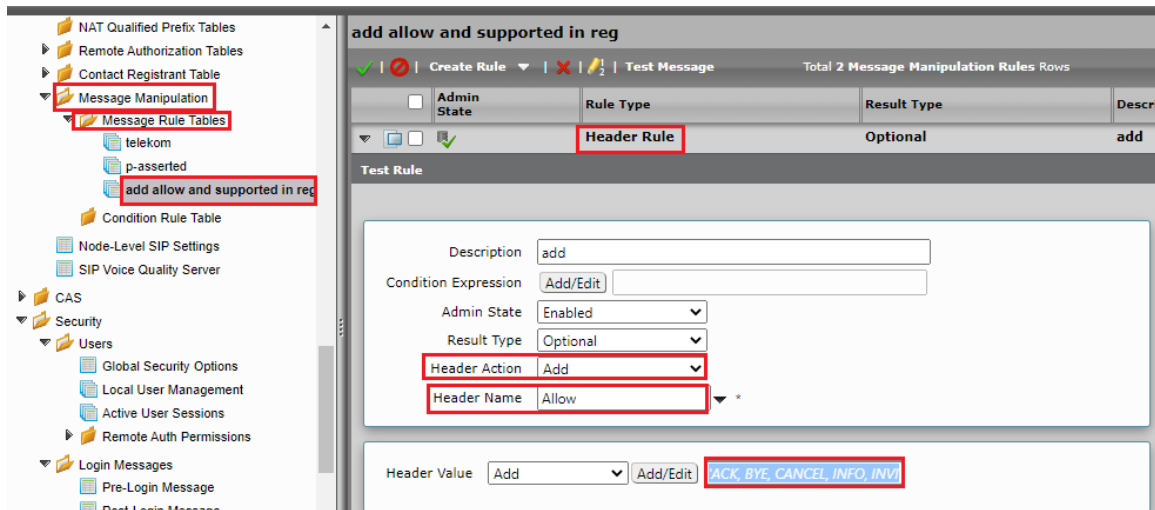 NAT Qualified Prefix Tables
Remote Authorization Tables
Contact Registrant Table
Message Manipulation
Message Rule Tables
telekom
p-asserted
add allow and supported in reg
Condition Rule Table
Node-Level SIP Settings
SIP Voice Quality Server
CAS
Security
Users
Global Security Options
Local User Management
Active User Sessions
Remote Auth Permissions
Login Messages
Pre-Login Message
Post-Login Message
add allow and supported in reg
| | Create Rule | | Test Message Total 2 Message Manipulation Rules Rows
Admin State Rule Type Result Type Descr
Header Rule Optional add
Test Rule
Description add
Condition Expression Add/Edit
Admin State Enabled
Result Type Optional
Header Action Add
Header Name Allow *
Header Value Add Add/Edit 'ACK, BYE, CANCEL, INFO, INVI